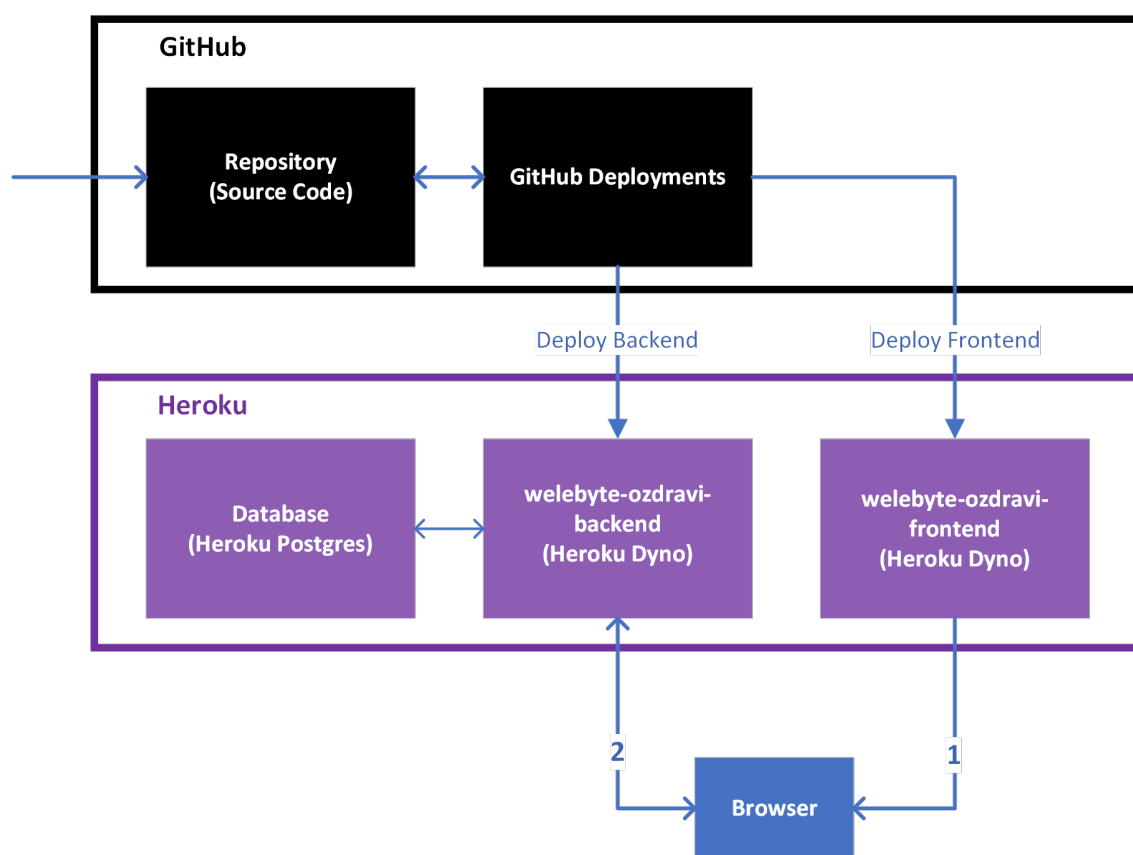 GitHub
Repository
(Source Code)
GitHub Deployments
Deploy Backend
Deploy Frontend
Heroku
Database
(Heroku Postgres)
welebyte-ozdravi-
backend
(Heroku Dyno)
welebyte-ozdravi-
frontend
(Heroku Dyno)
2
1
Browser